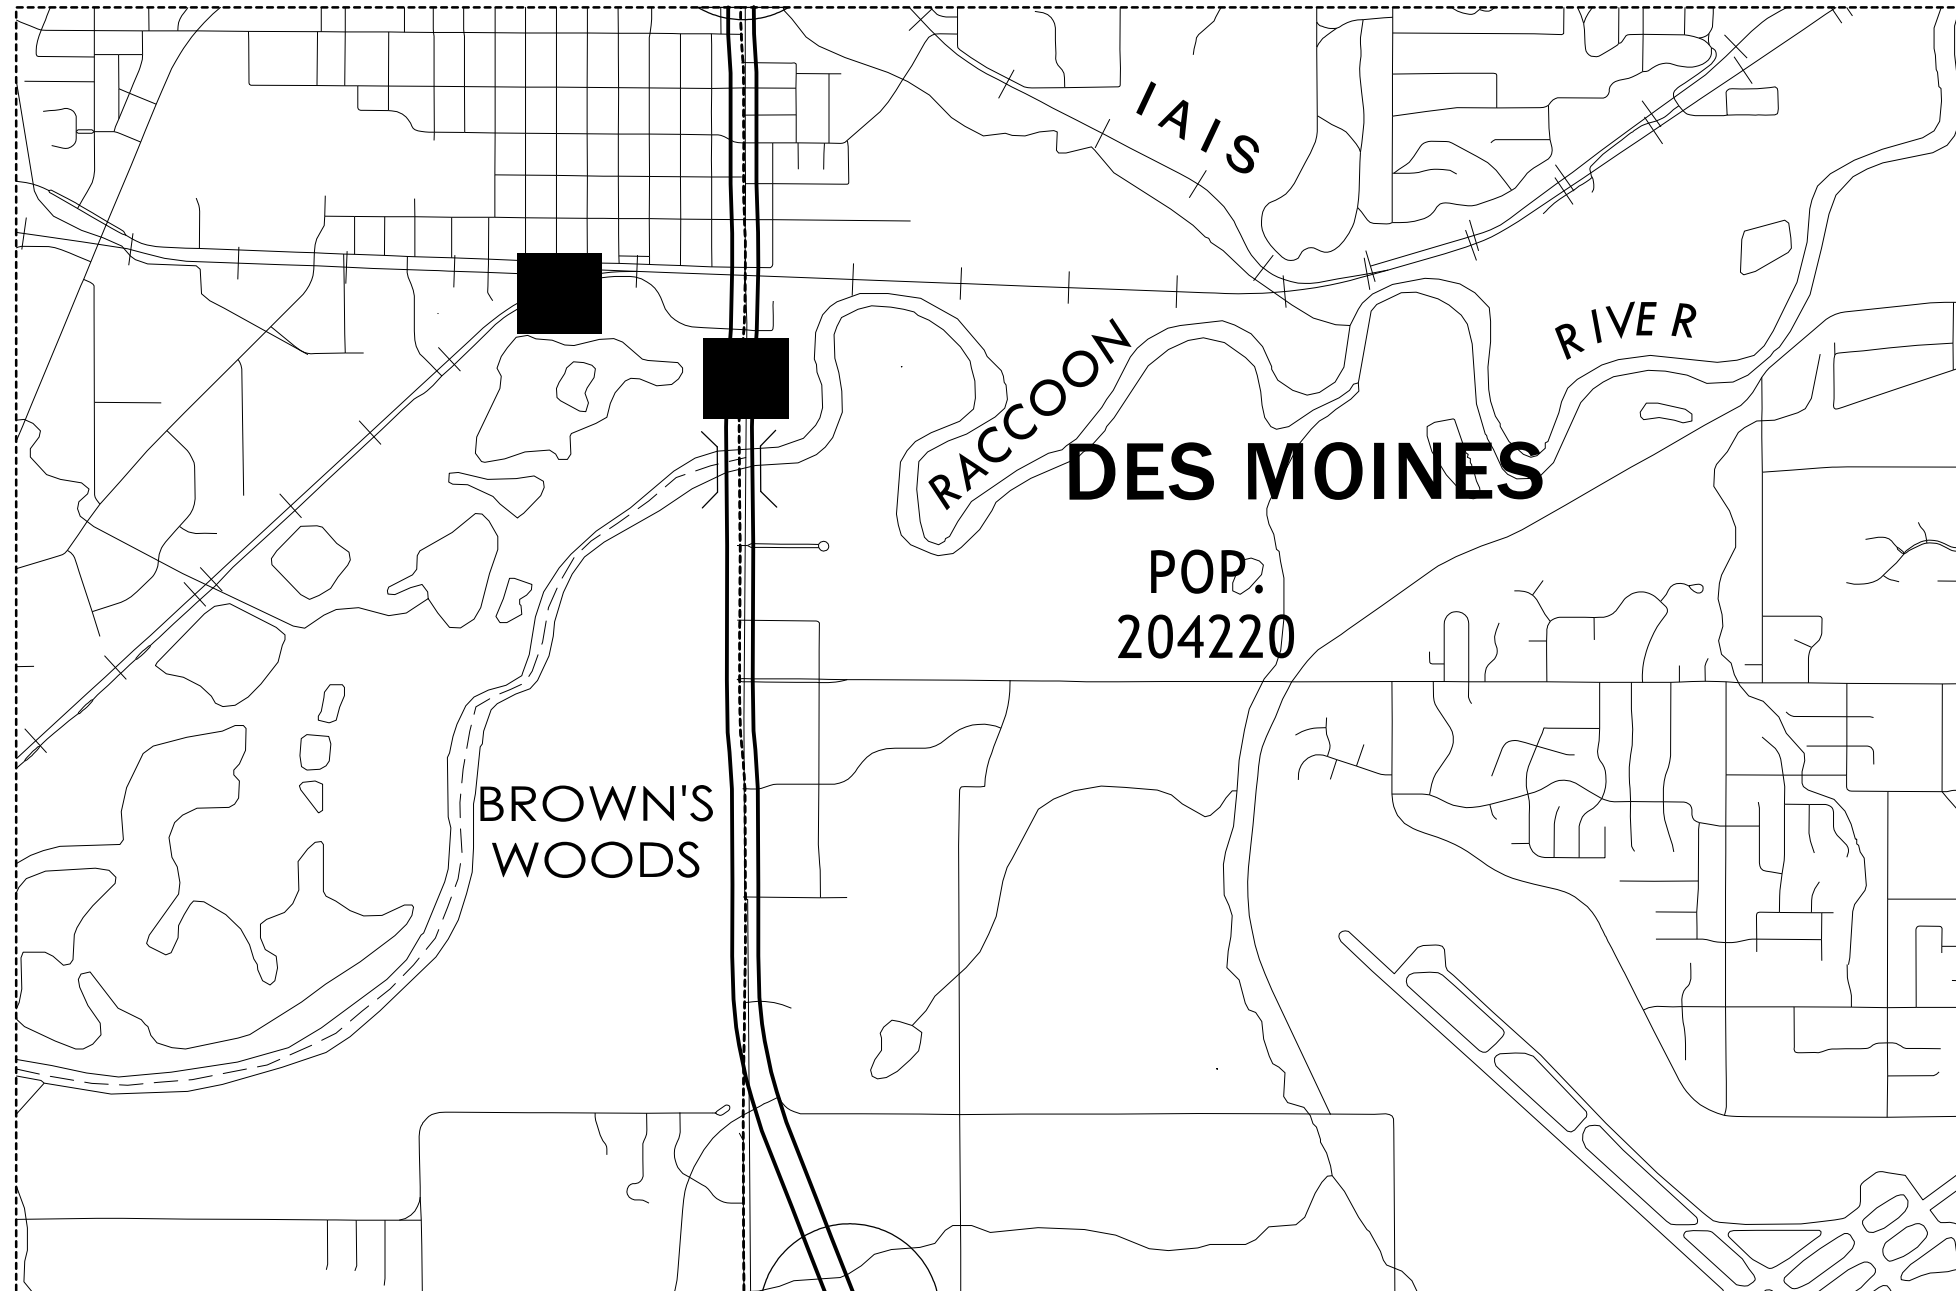 IAIS
RIVER
RACCOON
DES MOINES
POP.
204220
BROWN'S
WOODS